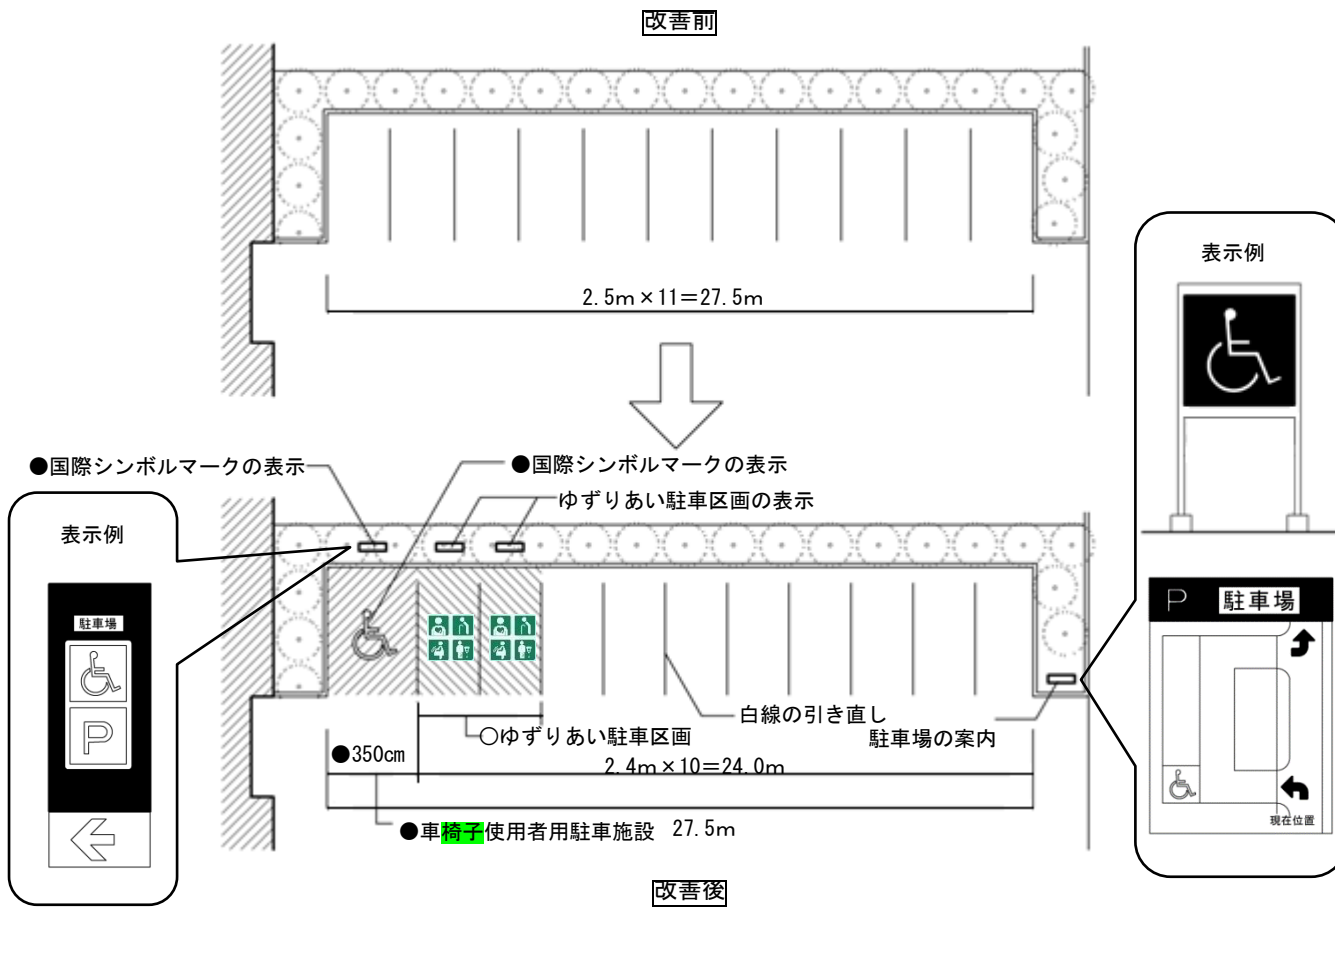 改善前
2.5m×11=27.5m
表示例
●国際シンボルマークの表示
●国際シンボルマークの表示
ゆずりあい駐車区画の表示
表示例
駐車場
P
P 駐車場
現在位置
白線の引き直し
駐車場の案内
○ゆずりあい駐車区画
●350cm
2.4m×10=24.0m
●車椅子使用者用駐車施設 27.5m
改善後